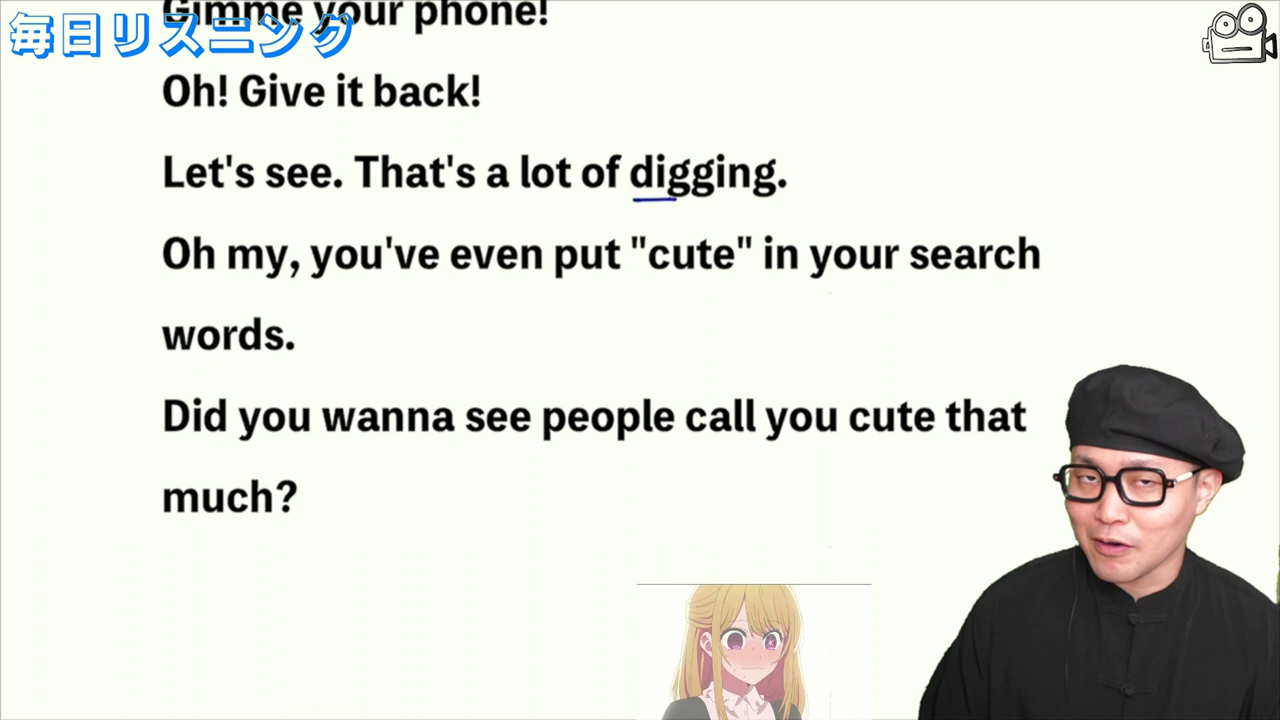 Gimme your phone!
毎日リスニング
Oh! Give it back!
Let's see. That's a lot of digging.
Oh my, you've even put "cute" in your search
words.
Did you wanna see people call you cute that
much?